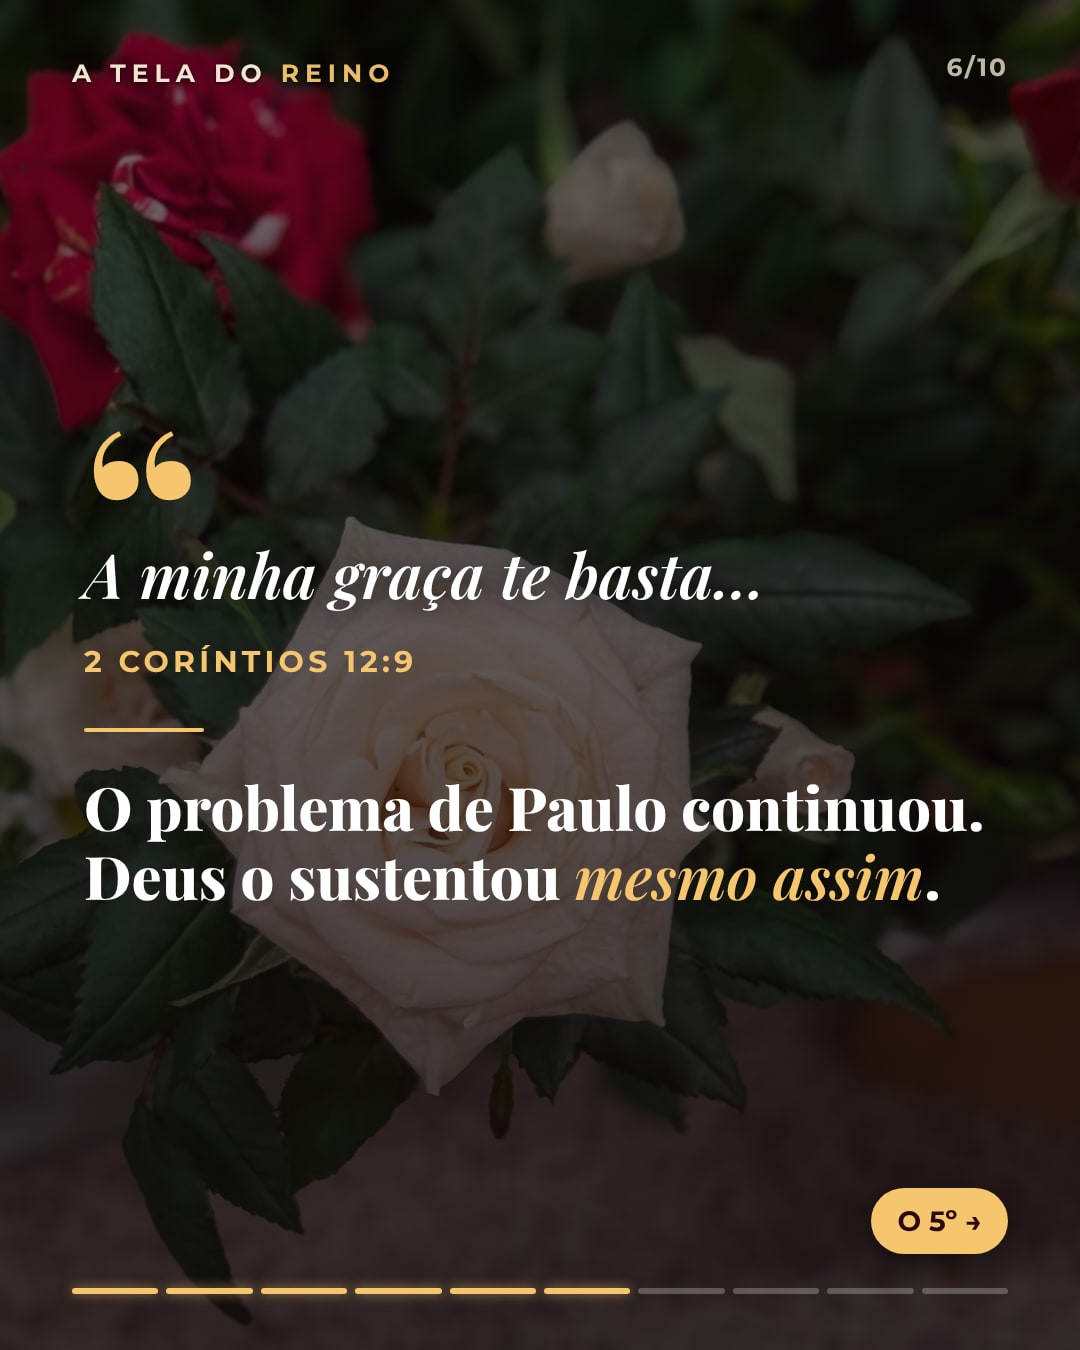 A TELA DO REINO
6/10
“
A minha graça te basta...
2 CORÍNTIOS 12:9
O problema de Paulo continuou.
Deus o sustentou mesmo assim.
O 5º →